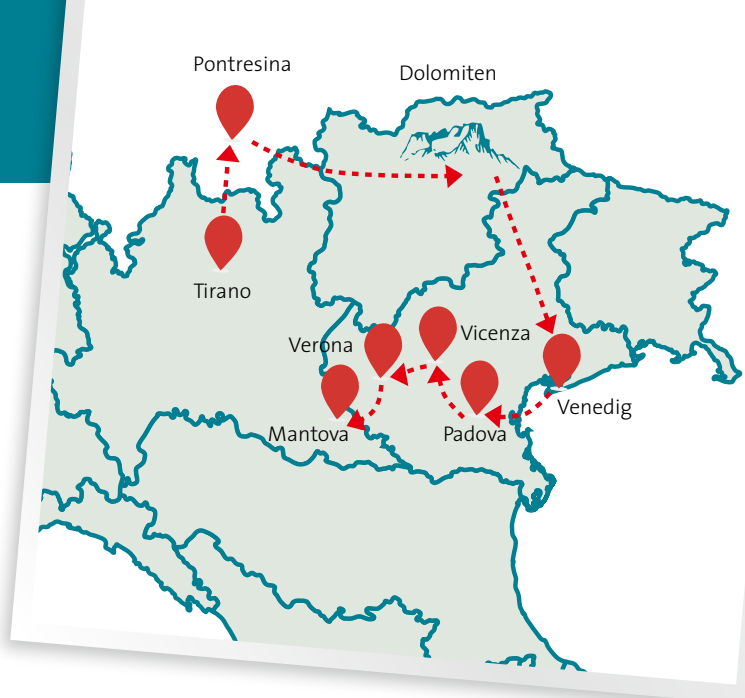 Pontresina
Dolomiten
Tirano
Verona
Vicenza
Venedig
Mantova
Padova